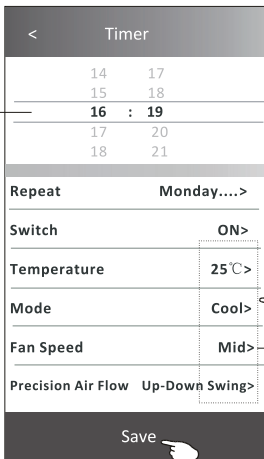 < Timer
14 17
15 18
16 : 19
17 20
18 21
Repeat Monday....>
Switch ON>
Temperature 25℃>
Mode Cool>
Fan Speed Mid>
Precision Air Flow Up-Down Swing>
Save